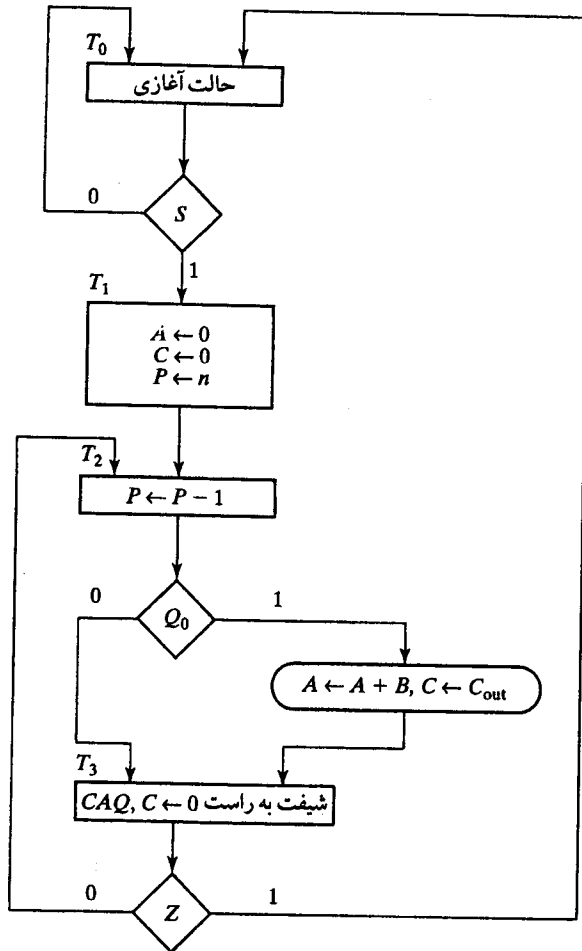 T₀
حالت آغازی
0
S
1
T₁
A ← 0
C ← 0
P ← n
T₂
P ← P − 1
0
Q₀
1
A ← A + B, C ← Cout
T₃
شیفت به راست CAQ, C ← 0
0
Z
1